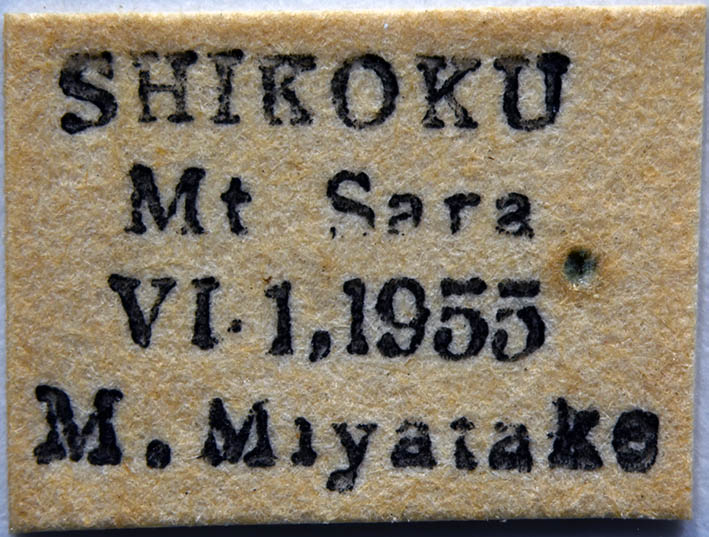 SHIKOKU
Mt Sara
VI.1,1955
M. Miyatake